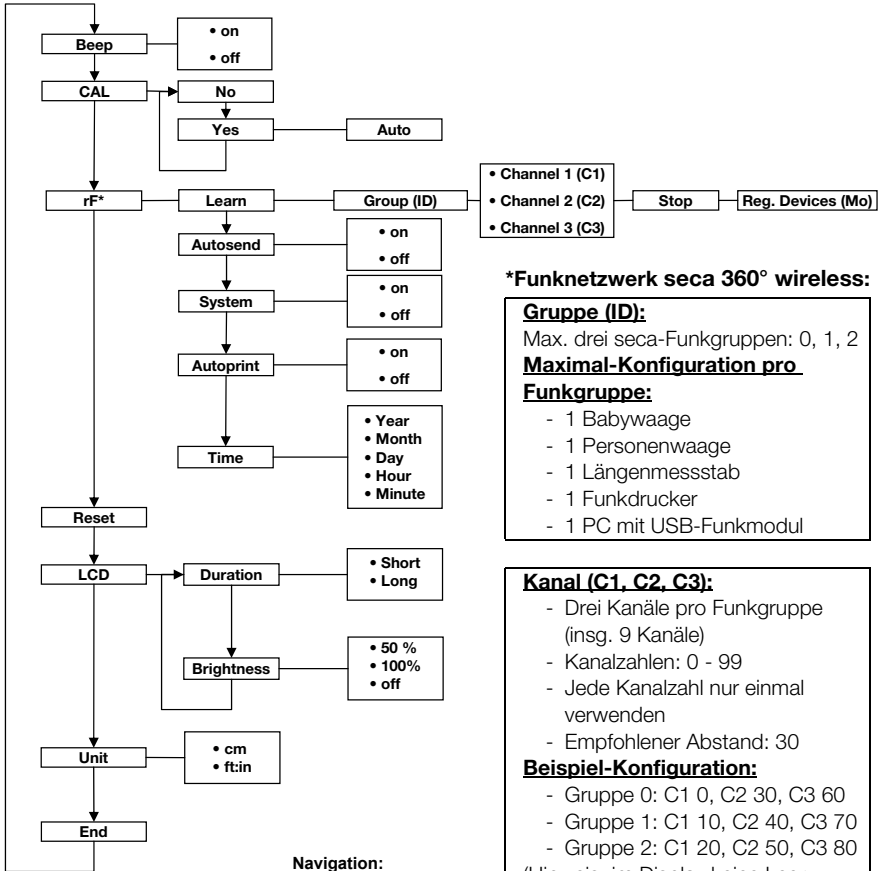 Beep
• on
• off
CAL
No
Yes
Auto
rF*
Learn
Group (ID)
• Channel 1 (C1)
• Channel 2 (C2)
• Channel 3 (C3)
Stop
Reg. Devices (Mo)
Autosend
• on
• off
System
• on
• off
Autoprint
• on
• off
Time
• Year
• Month
• Day
• Hour
• Minute
Reset
LCD
Duration
• Short
• Long
Brightness
• 50 %
• 100%
• off
Unit
• cm
• ft:in
End
Navigation:
*Funknetzwerk seca 360° wireless:
Gruppe (ID):
Max. drei seca-Funkgruppen: 0, 1, 2
Maximal-Konfiguration pro
Funkgruppe:
- 1 Babywaage
- 1 Personenwaage
- 1 Längenmessstab
- 1 Funkdrucker
- 1 PC mit USB-Funkmodul
Kanal (C1, C2, C3):
- Drei Kanäle pro Funkgruppe
(insg. 9 Kanäle)
- Kanalzahlen: 0 - 99
- Jede Kanalzahl nur einmal
verwenden
- Empfohlener Abstand: 30
Beispiel-Konfiguration:
- Gruppe 0: C1 0, C2 30, C3 60
- Gruppe 1: C1 10, C2 40, C3 70
- Gruppe 2: C1 20, C2 50, C3 80